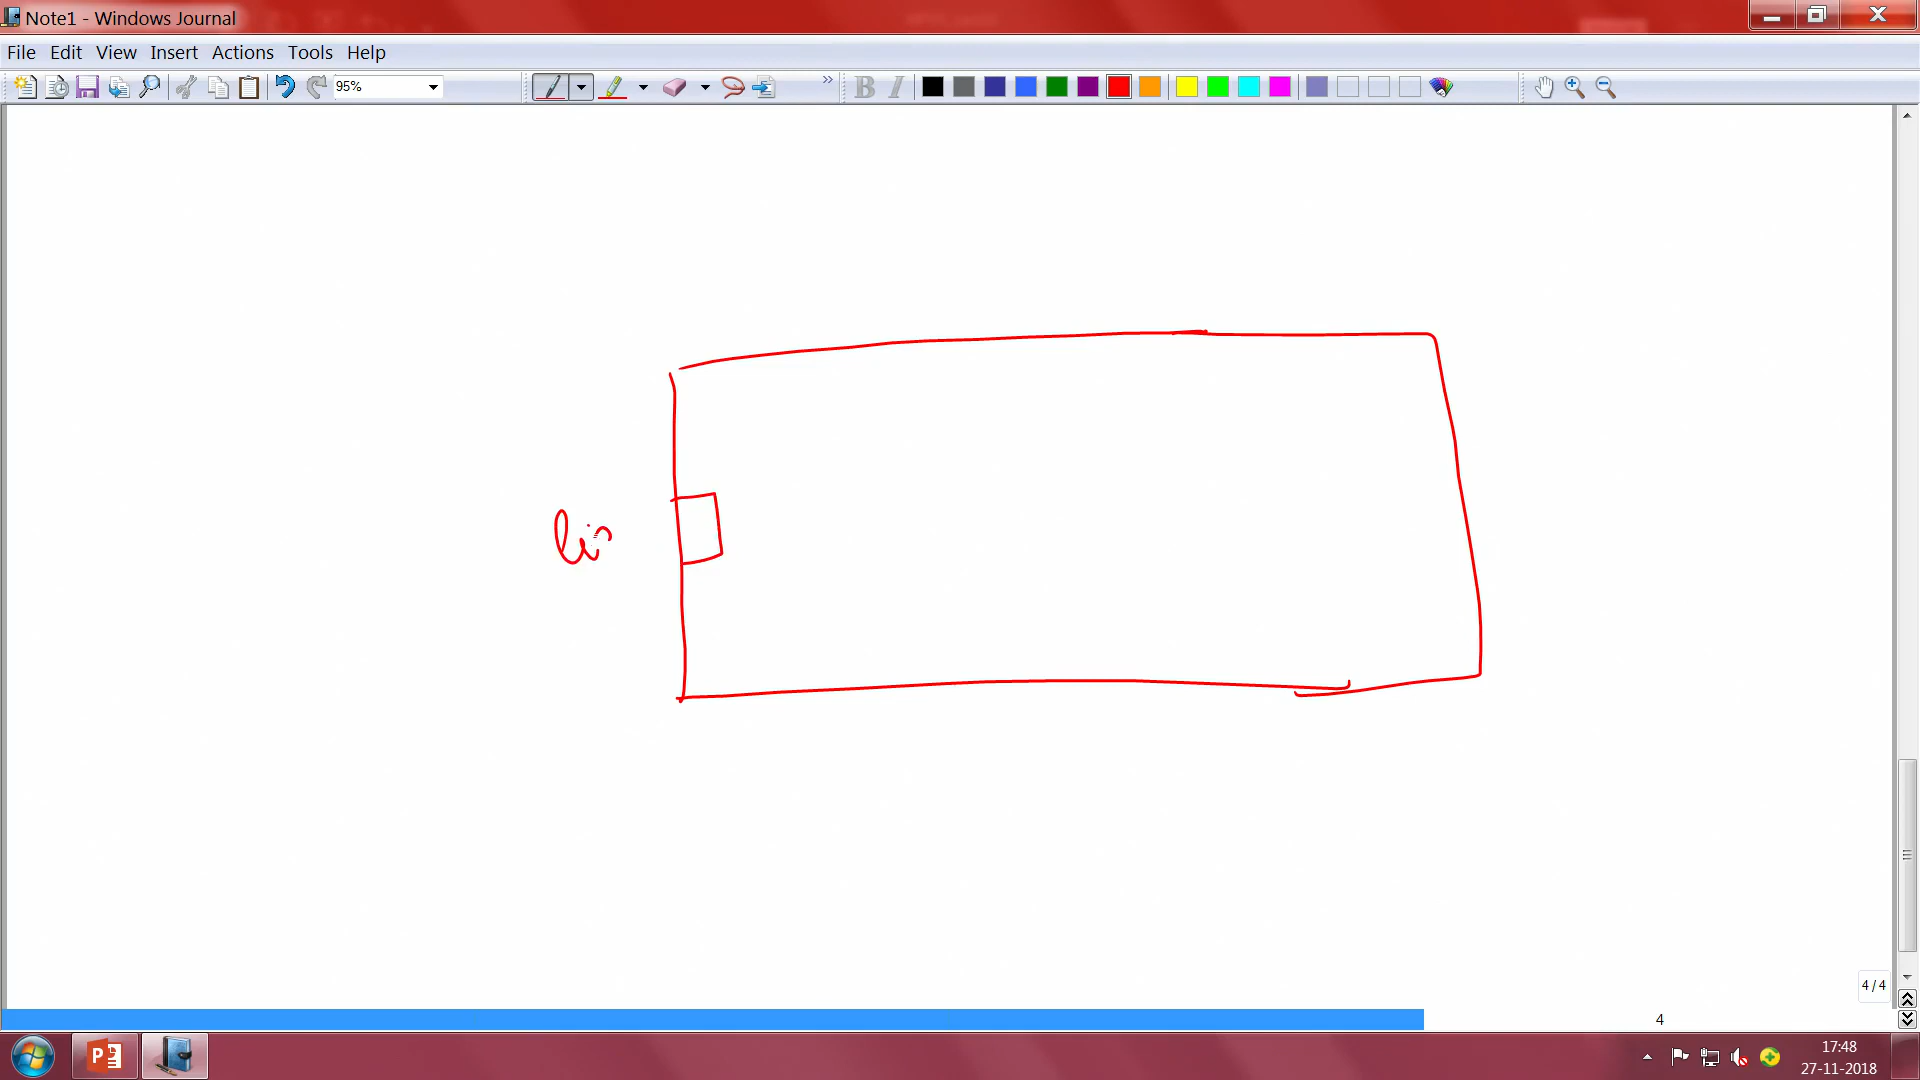 Note1 - Windows Journal
File Edit View Insert Actions Tools Help
95%
B I
li
4 / 4
4
17:48
27-11-2018